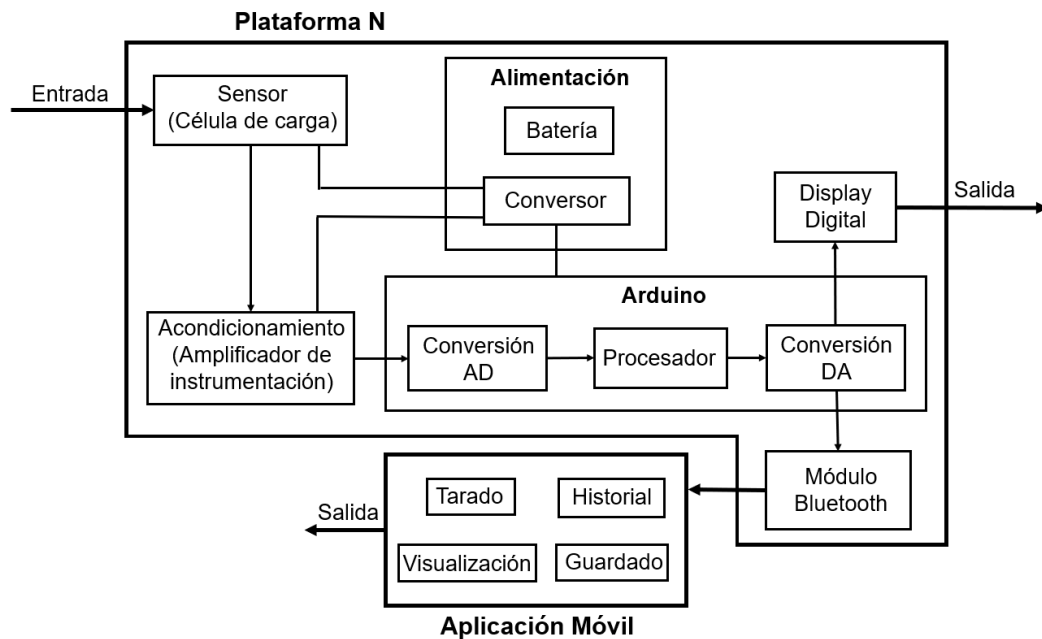 Plataforma N
Entrada
Sensor
(Célula de carga)
Alimentación
Batería
Conversor
Display
Digital
Salida
Arduino
Acondicionamiento
(Amplificador de
instrumentación)
Conversión
AD
Procesador
Conversión
DA
Módulo
Bluetooth
Tarado
Historial
Salida
Visualización
Guardado
Aplicación Móvil